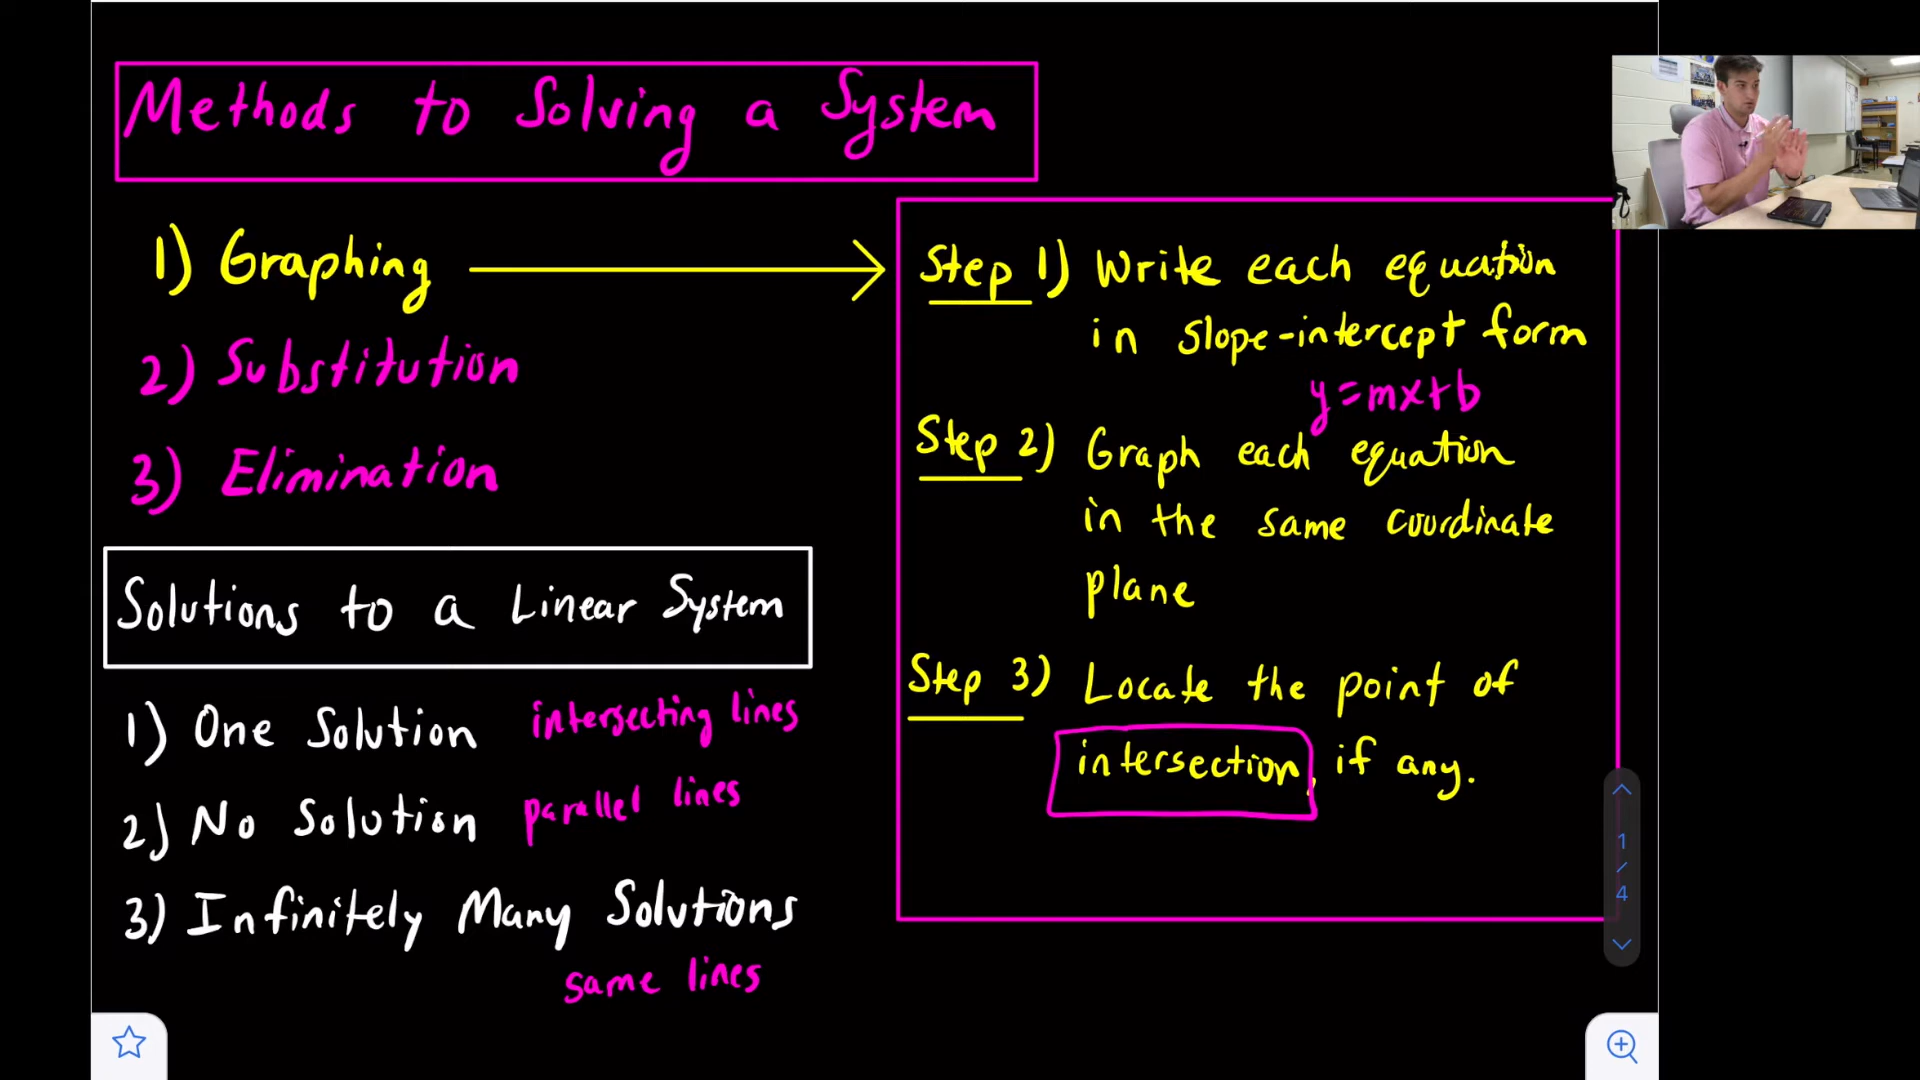 Methods to Solving a System
1) Graphing
2) Substitution
3) Elimination
Solutions to a Linear System
1) One Solution intersecting lines
2) No Solution parallel lines
3) Infinitely Many Solutions
same lines
Step 1) Write each equation
in slope-intercept form
y=mx+b
Step 2) Graph each equation
in the same coordinate
plane
Step 3) Locate the point of
intersection, if any.
1
/
4